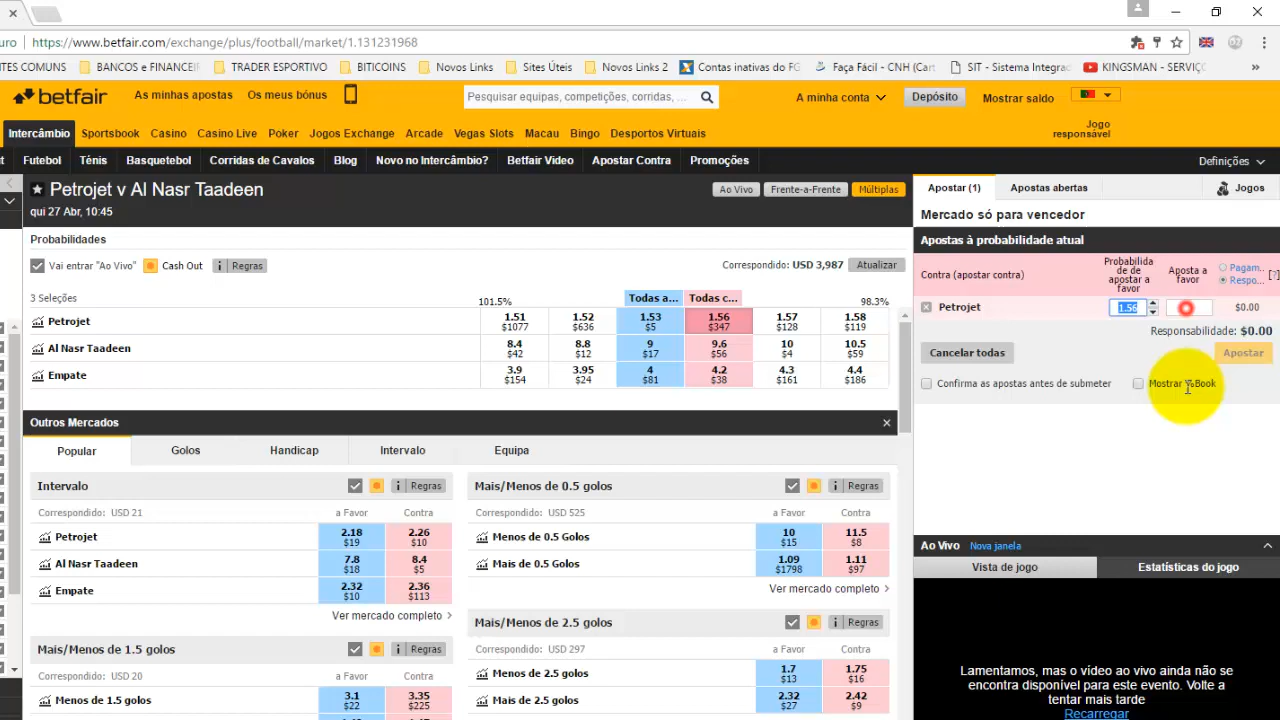 uro https://www.betfair.com/exchange/plus/football/market/1.131231968
ITES COMUNS BANCOS e FINANCEIR TRADER ESPORTIVO BITICOINS Novos Links Sites Úteis Novos Links 2 Contas inativas do FG Faça Fácil - CNH (Cart SIT - Sistema Integrac KINGSMAN - SERVIÇO »
betfair As minhas apostas Os meus bónus Pesquisar equipas, competições, corridas, ... A minha conta Depósito Mostrar saldo
Intercâmbio Sportsbook Casino Casino Live Poker Jogos Exchange Arcade Vegas Slots Macau Bingo Desportos Virtuais Jogo responsável
t Futebol Ténis Basquetebol Corridas de Cavalos Blog Novo no Intercâmbio? Betfair Video Apostar Contra Promoções Definições
Petrojet v Al Nasr Taadeen Ao Vivo Frente-a-Frente Múltiplas
qui 27 Abr, 10:45
Probabilidades
Vai entrar "Ao Vivo" Cash Out i Regras Correspondido: USD 3,987 Atualizar
3 Seleções 101.5% Todas a... Todas c... 98.3%
Petrojet 1.51 1.52 1.53 1.56 1.57 1.58
$1077 $636 $5 $347 $128 $119
Al Nasr Taadeen 8.4 8.8 9 9.6 10 10.5
$42 $12 $17 $56 $4 $59
Empate 3.9 3.95 4 4.2 4.3 4.4
$154 $24 $81 $38 $161 $186
Outros Mercados
Popular Golos Handicap Intervalo Equipa
Intervalo i Regras
Correspondido: USD 21 a Favor Contra
Petrojet 2.18 2.26
$19 $10
Al Nasr Taadeen 7.8 8.4
$18 $5
Empate 2.32 2.36
$10 $113
Ver mercado completo
Mais/Menos de 1.5 golos i Regras
Correspondido: USD 20 a Favor Contra
Menos de 1.5 golos 3.1 3.35
$22 $225
Mais/Menos de 0.5 golos i Regras
Correspondido: USD 525 a Favor Contra
Menos de 0.5 Golos 10 11.5
$15 $8
Mais de 0.5 Golos 1.09 1.11
$1798 $97
Ver mercado completo
Mais/Menos de 2.5 golos i Regras
Correspondido: USD 297 a Favor Contra
Menos de 2.5 golos 1.7 1.75
$13 $16
Mais de 2.5 golos 2.32 2.42
$27 $9
Apostar (1) Apostas abertas Jogos
Mercado só para vencedor
Apostas à probabilidade atual
Contra (apostar contra) Probabilida de de apostar a favor Aposta a favor Pagam... Respo... [?]
Petrojet 1.56 $0.00
Responsabilidade: $0.00
Cancelar todas Apostar
Confirma as apostas antes de submeter Mostrar % Book
Ao Vivo Nova janela
Vista de jogo Estatísticas do jogo
Lamentamos, mas o vídeo ao vivo ainda não se
encontra disponível para este evento. Volte a
tentar mais tarde
Recarregar